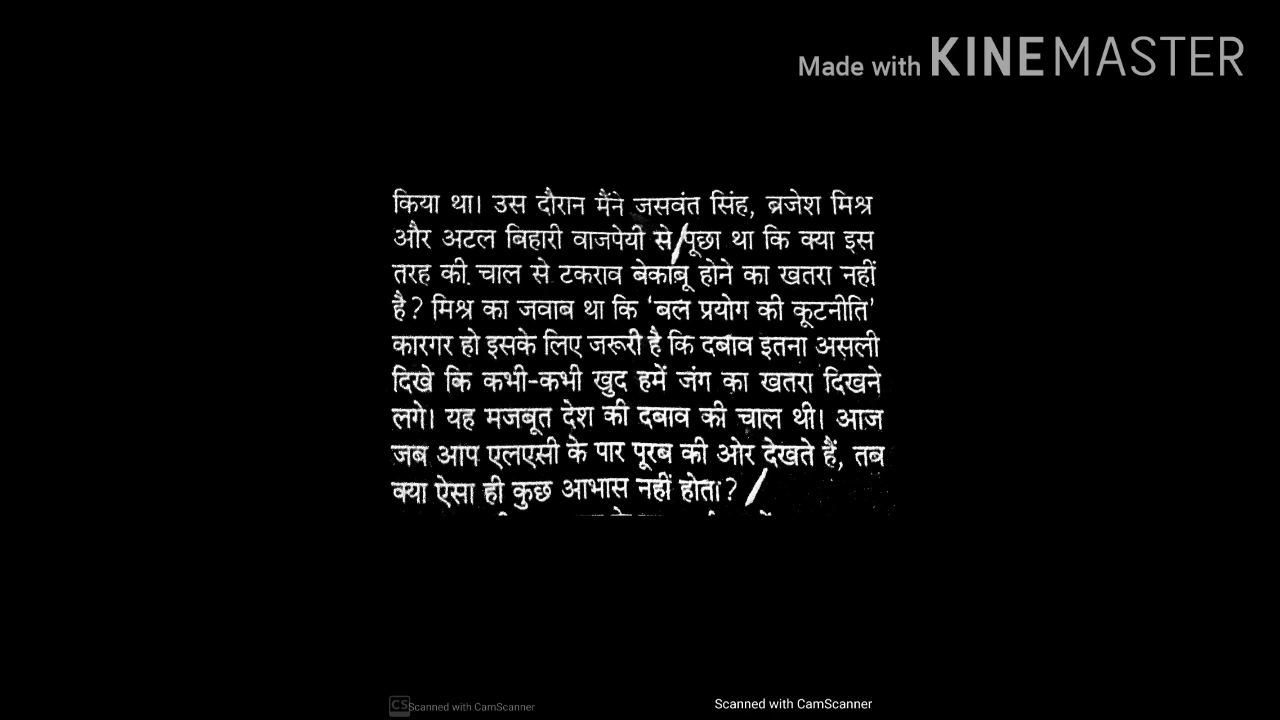 Made with KINEMASTER
किया था। उस दौरान मैंने जसवंत सिंह, ब्रजेश मिश्र
और अटल बिहारी वाजपेयी से पूछा था कि क्या इस
तरह की चाल से टकराव बेकाबू होने का खतरा नहीं
है? मिश्र का जवाब था कि ‘बल प्रयोग की कूटनीति’
कारगर हो इसके लिए जरूरी है कि दबाव इतना असली
दिखे कि कभी-कभी खुद हमें जंग का खतरा दिखने
लगे। यह मजबूत देश की दबाव की चाल थी। आज
जब आप एलएसी के पार पूरब की ओर देखते हैं, तब
क्या ऐसा ही कुछ आभास नहीं होता?
CS Scanned with CamScanner
Scanned with CamScanner